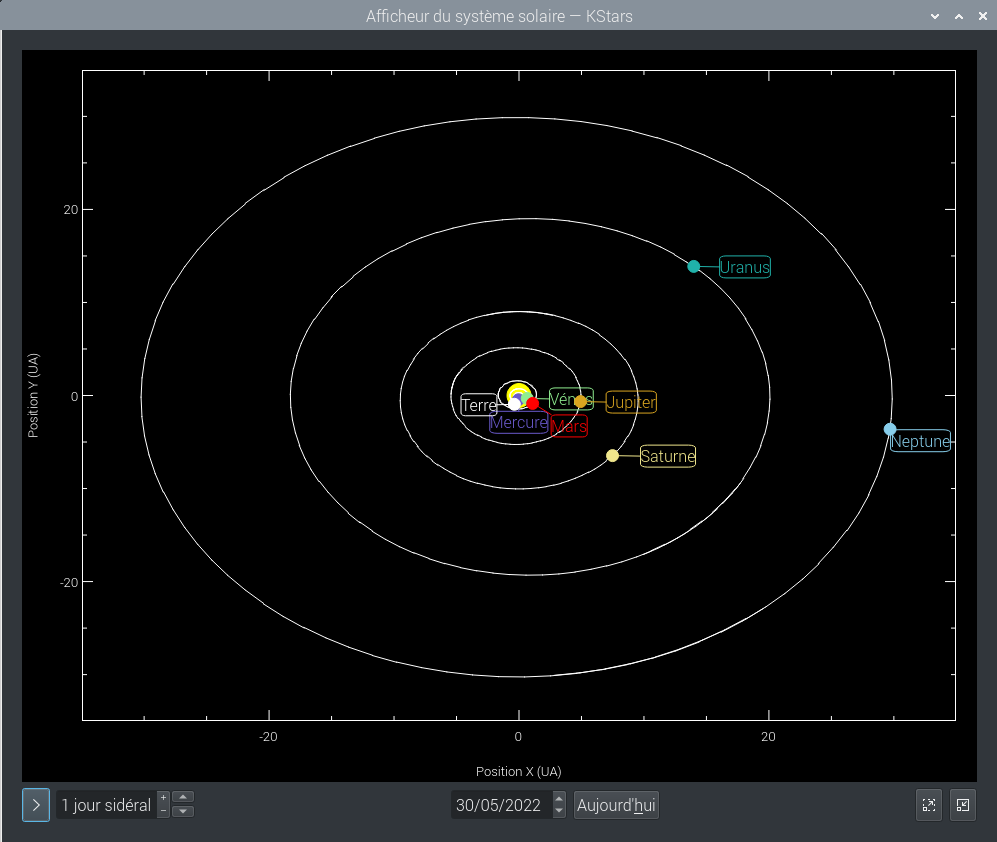 Afficheur du système solaire — KStars
Position Y (UA)
20
0
-20
Uranus
Vénus
Terre
Jupiter
Mercure
Mars
Saturne
Neptune
-20
0
20
Position X (UA)
1 jour sidéral
30/05/2022
Aujourd'hui